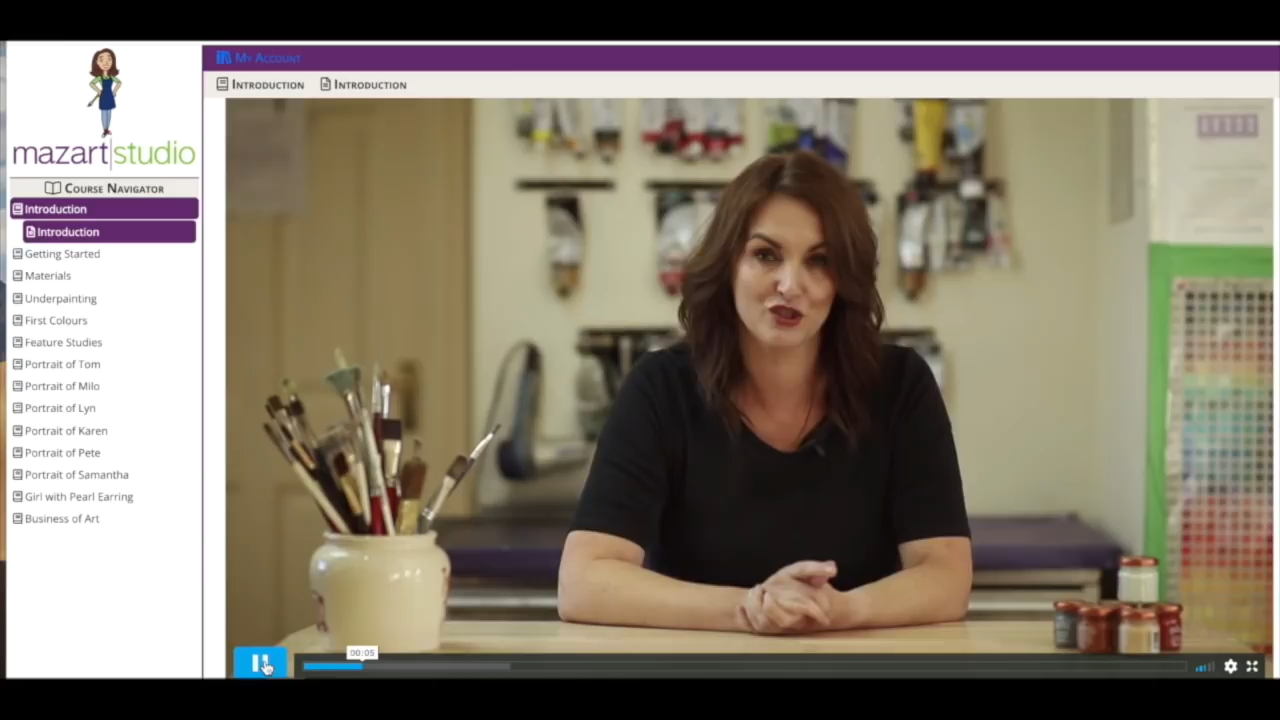 MY ACCOUNT
INTRODUCTION
INTRODUCTION
mazart|studio
COURSE NAVIGATOR
Introduction
Introduction
Getting Started
Materials
Underpainting
First Colours
Feature Studies
Portrait of Tom
Portrait of Milo
Portrait of Lyn
Portrait of Karen
Portrait of Pete
Portrait of Samantha
Girl with Pearl Earring
Business of Art
00:05